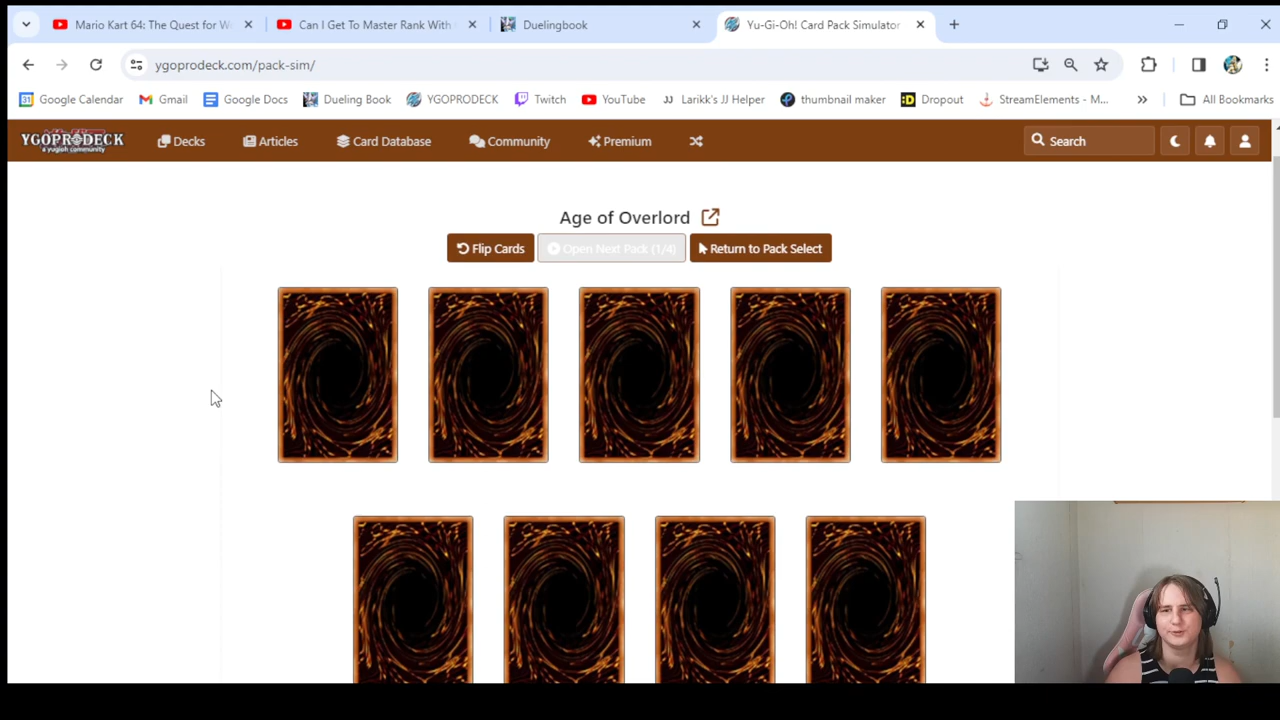 Mario Kart 64: The Quest for W
Can I Get To Master Rank With
Duelingbook
Yu-Gi-Oh! Card Pack Simulator
ygoprodeck.com/pack-sim/
Google Calendar
Gmail
Google Docs
Dueling Book
YGOPRODECK
Twitch
YouTube
JJ Larikk's JJ Helper
thumbnail maker
Dropout
StreamElements - M...
All Bookmarks
YGOPRODECK
a yugioh community
Decks
Articles
Card Database
Community
Premium
Search
Age of Overlord
Flip Cards
Open Next Pack (1/4)
Return to Pack Select